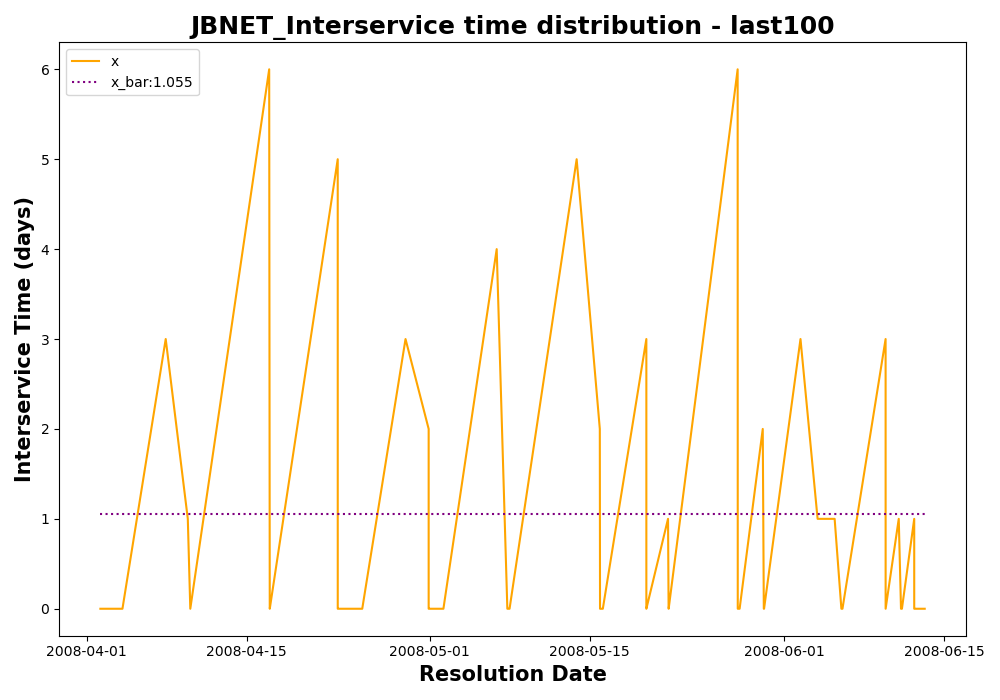 JBNET_Interservice time distribution - last100
x
x_bar:1.055
Interservice Time (days)
6
5
4
3
2
1
0
2008-04-01
2008-04-15
2008-05-01
2008-05-15
2008-06-01
2008-06-15
Resolution Date